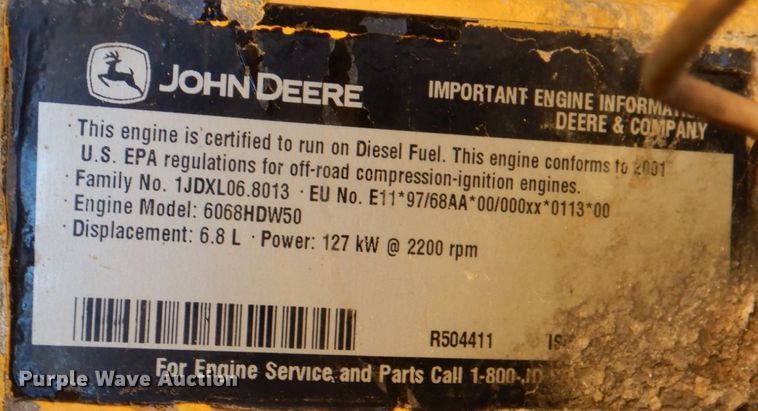 JOHN DEERE
IMPORTANT ENGINE INFORMATION
DEERE & COMPANY
· This engine is certified to run on Diesel Fuel. This engine conforms to 2001
U.S. EPA regulations for off-road compression-ignition engines.
· Family No. 1JDXL06.8013 · EU No. E11*97/68AA*00/000xx*0113*00
· Engine Model: 6068HDW50
· Displacement: 6.8 L · Power: 127 kW @ 2200 rpm
R504411
For Engine Service and Parts Call 1-800-JD
Purple Wave Auction